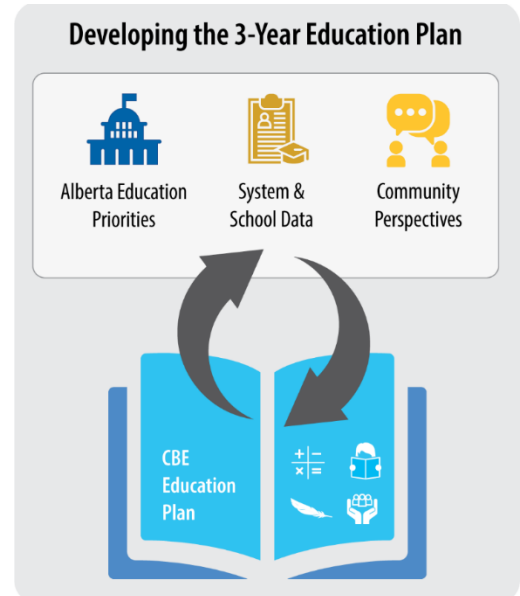 Developing the 3-Year Education Plan
Alberta Education
Priorities
System &
School Data
Community
Perspectives
CBE
Education
Plan
+ -
× =